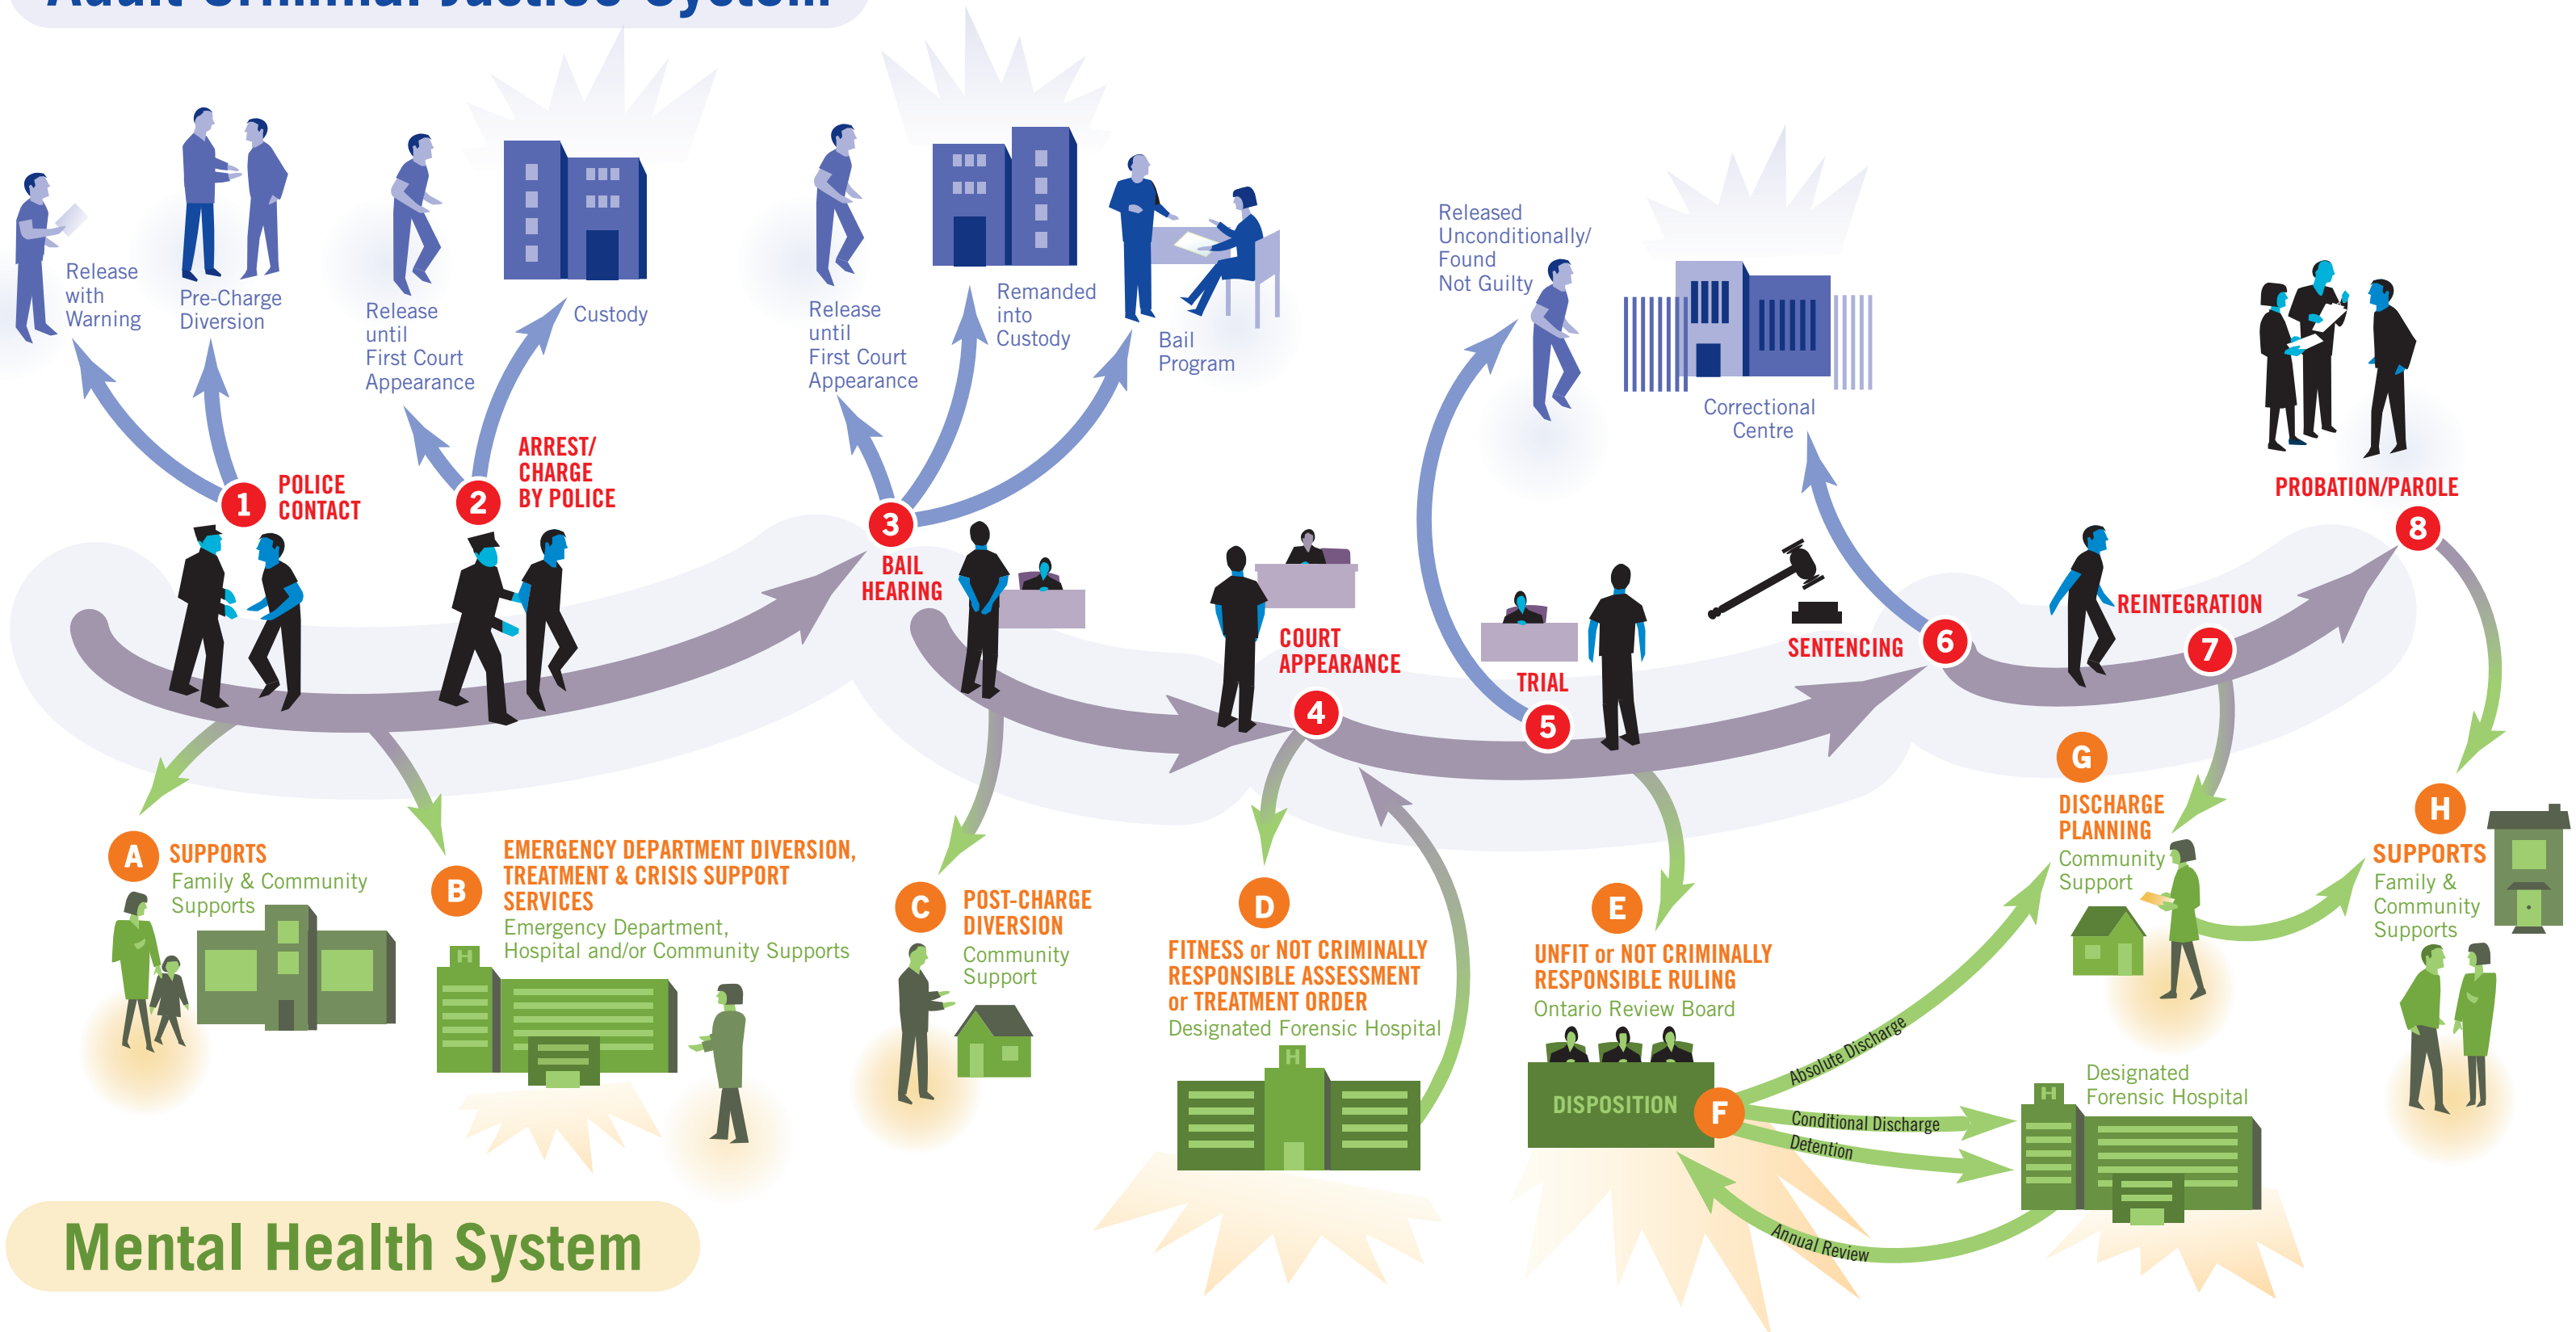 Adult Criminal Justice System
Release
with
Warning
Pre-Charge
Diversion
Release
until
First Court
Appearance
Custody
Release
until
First Court
Appearance
Remanded
into
Custody
Bail
Program
Released
Unconditionally/
Found
Not Guilty
Correctional
Centre
1
POLICE
CONTACT
2
ARREST/
CHARGE
BY POLICE
3
BAIL
HEARING
4
COURT
APPEARANCE
TRIAL
5
SENTENCING
6
REINTEGRATION
7
PROBATION/PAROLE
8
A
SUPPORTS
Family & Community
Supports
B
EMERGENCY DEPARTMENT DIVERSION,
TREATMENT & CRISIS SUPPORT
SERVICES
Emergency Department,
Hospital and/or Community Supports
H
C
POST-CHARGE
DIVERSION
Community
Support
D
FITNESS or NOT CRIMINALLY
RESPONSIBLE ASSESSMENT
or TREATMENT ORDER
Designated Forensic Hospital
H
E
UNFIT or NOT CRIMINALLY
RESPONSIBLE RULING
Ontario Review Board
DISPOSITION
F
Absolute Discharge
Conditional Discharge
Detention
Annual Review
G
DISCHARGE
PLANNING
Community
Support
Designated
Forensic Hospital
H
H
SUPPORTS
Family &
Community
Supports
Mental Health System